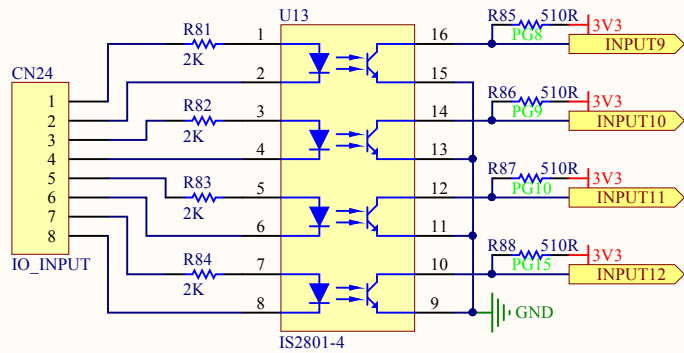 U13
R81
2K
1
16
R85
510R
3V3
PG8
INPUT9
CN24
2
15
1
2
3
4
5
6
7
8
IO_INPUT
R82
2K
3
14
R86
510R
3V3
PG9
INPUT10
4
13
R83
2K
5
12
R87
510R
3V3
PG10
INPUT11
6
11
R84
2K
7
10
R88
510R
3V3
PG15
INPUT12
8
9
GND
IS2801-4